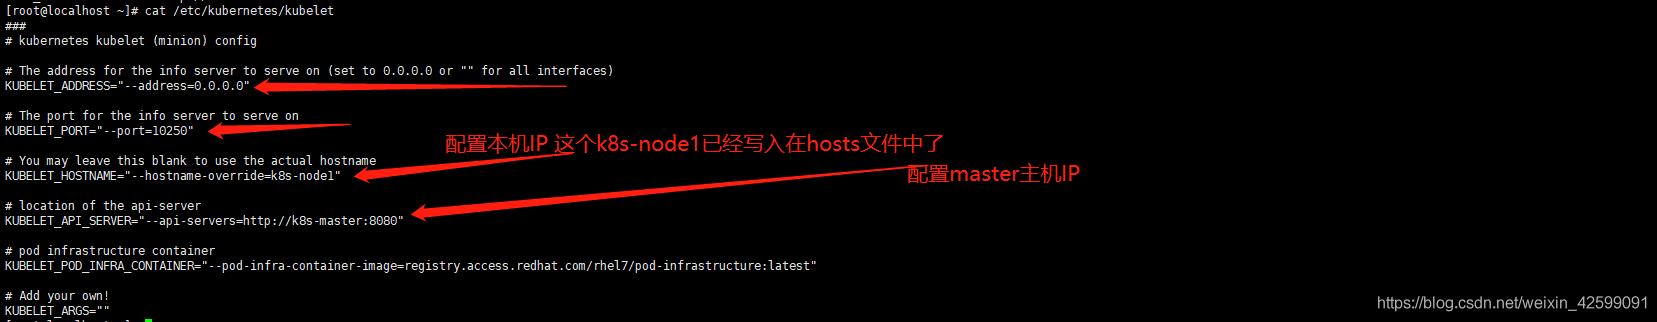 [root@localhost ~]# cat /etc/kubernetes/kubelet
###
# kubernetes kubelet (minion) config
# The address for the info server to serve on (set to 0.0.0.0 or "" for all interfaces)
KUBELET_ADDRESS="--address=0.0.0.0"
# The port for the info server to serve on
KUBELET_PORT="--port=10250"
配置本机IP 这个k8s-node1已经写入在hosts文件中了
# You may leave this blank to use the actual hostname
KUBELET_HOSTNAME="--hostname-override=k8s-node1"
配置master主机IP
# location of the api-server
KUBELET_API_SERVER="--api-servers=http://k8s-master:8080"
# pod infrastructure container
KUBELET_POD_INFRA_CONTAINER="--pod-infra-container-image=registry.access.redhat.com/rhel7/pod-infrastructure:latest"
# Add your own!
KUBELET_ARGS=""
https://blog.csdn.net/weixin_42599091